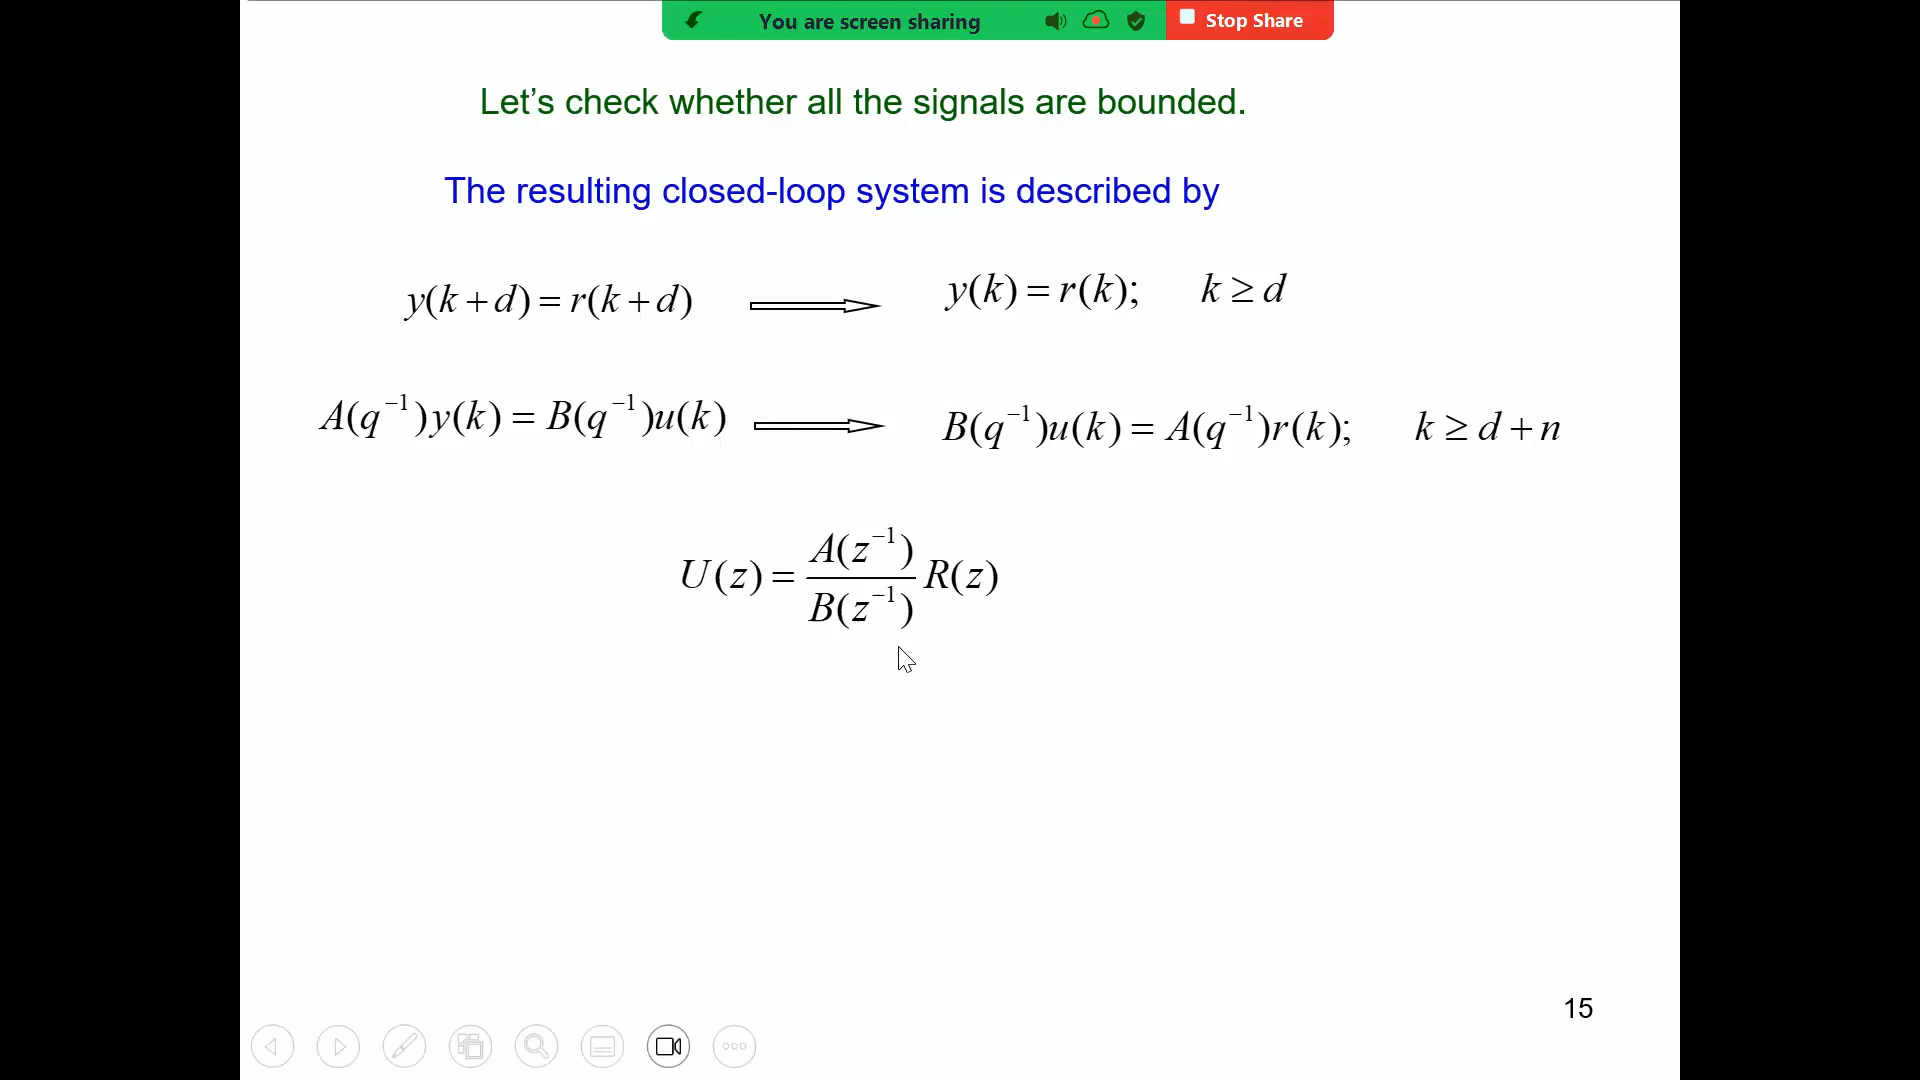 You are screen sharing Stop Share
Let's check whether all the signals are bounded.
The resulting closed-loop system is described by
y(k + d) = r(k + d) y(k) = r(k); k ≥ d
A(q⁻¹)y(k) = B(q⁻¹)u(k) B(q⁻¹)u(k) = A(q⁻¹)r(k); k ≥ d + n
U(z) = A(z⁻¹) / B(z⁻¹) R(z)
15